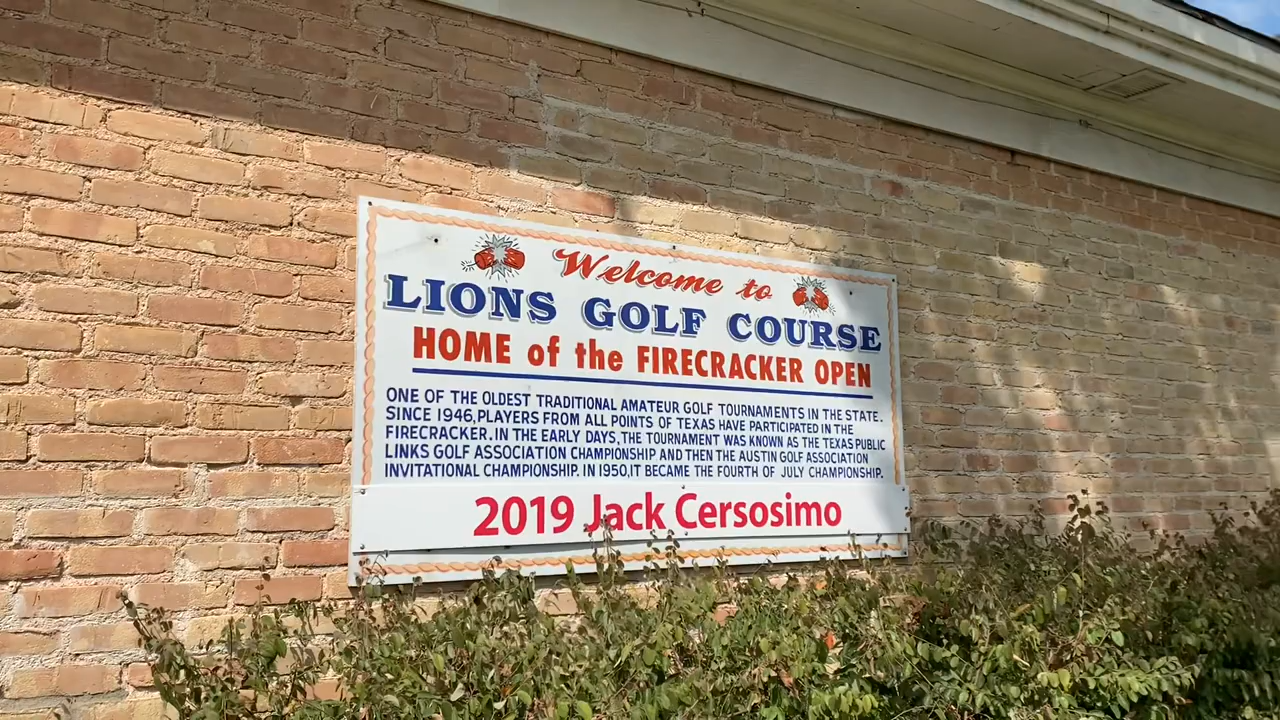 Welcome to
LIONS GOLF COURSE
HOME of the FIRECRACKER OPEN
ONE OF THE OLDEST TRADITIONAL AMATEUR GOLF TOURNAMENTS IN THE STATE.
SINCE 1946, PLAYERS FROM ALL POINTS OF TEXAS HAVE PARTICIPATED IN THE
FIRECRACKER. IN THE EARLY DAYS, THE TOURNAMENT WAS KNOWN AS THE TEXAS PUBLIC
LINKS GOLF ASSOCIATION CHAMPIONSHIP AND THEN THE AUSTIN GOLF ASSOCIATION
INVITATIONAL CHAMPIONSHIP. IN 1950, IT BECAME THE FOURTH OF JULY CHAMPIONSHIP.
2019 Jack Cersosimo